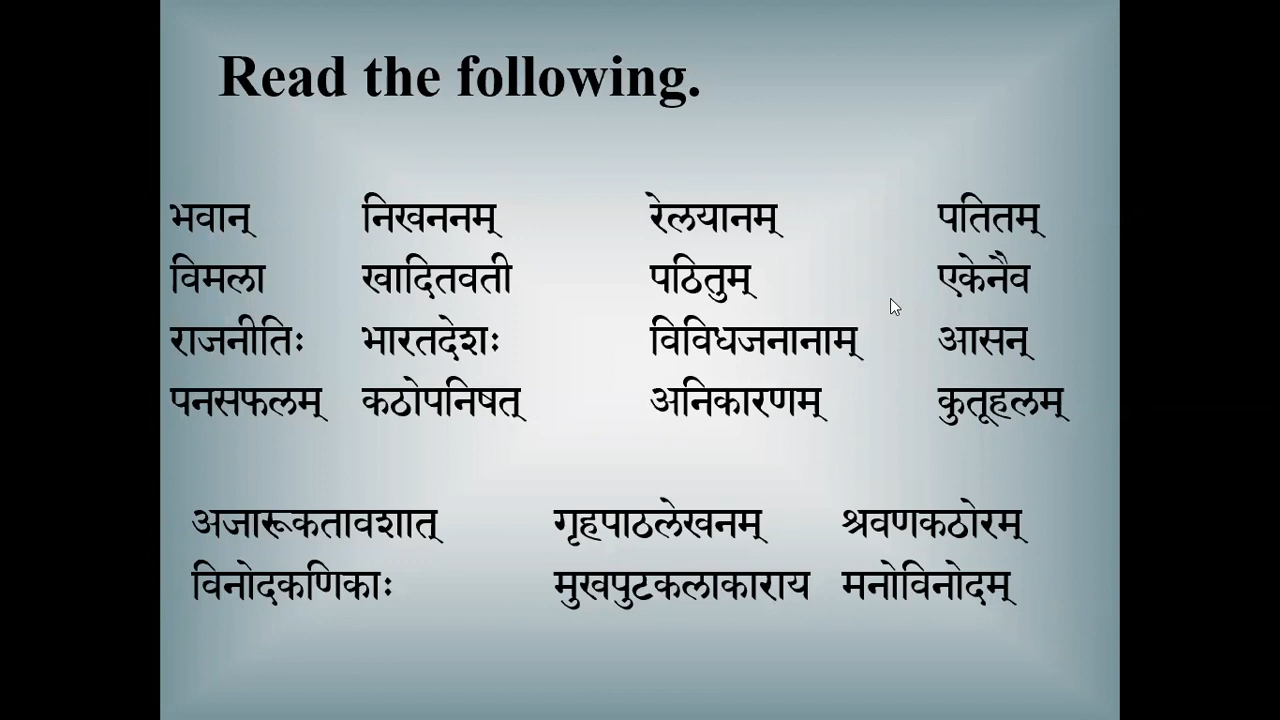 Read the following.
भवान् निखननम् रेलयानम् पतितम्
विमला खादितवती पठितुम् एकेनैव
राजनीतिः भारतदेशः विविधजनानाम् आसन्
पनसफलम् कठोपनिषत् अनिकारणम् कुतूहलम्
अजारूकतावशात् गृहपाठलेखनम् श्रवणकठोरम्
विनोदकणिकाः मुखपुटकलाकाराय मनोविनोदम्